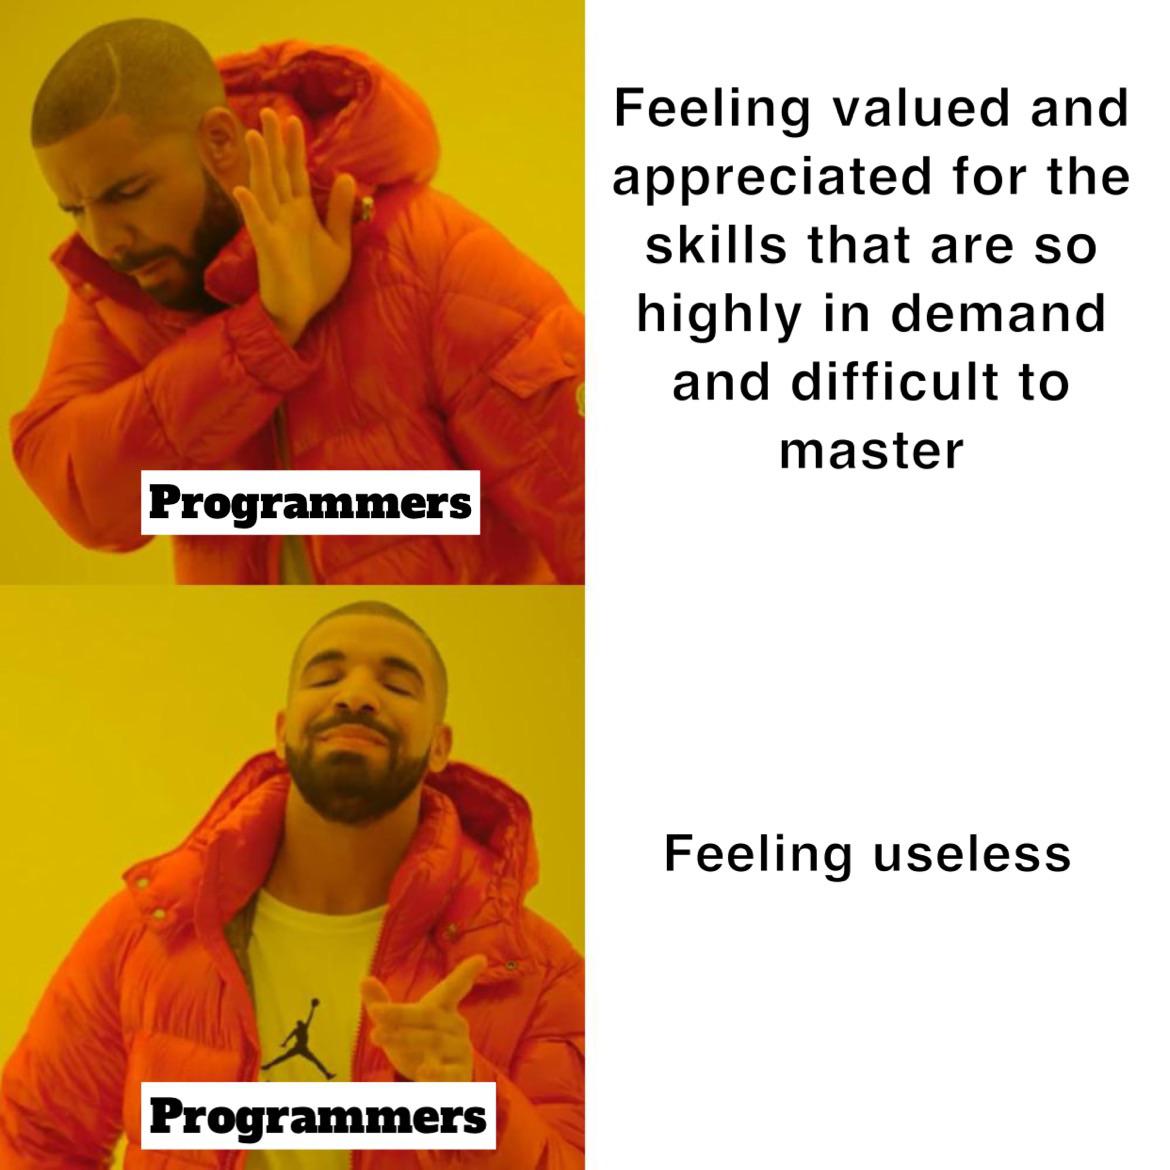 Feeling valued and
appreciated for the
skills that are so
highly in demand
and difficult to
master
Programmers
Feeling useless
Programmers